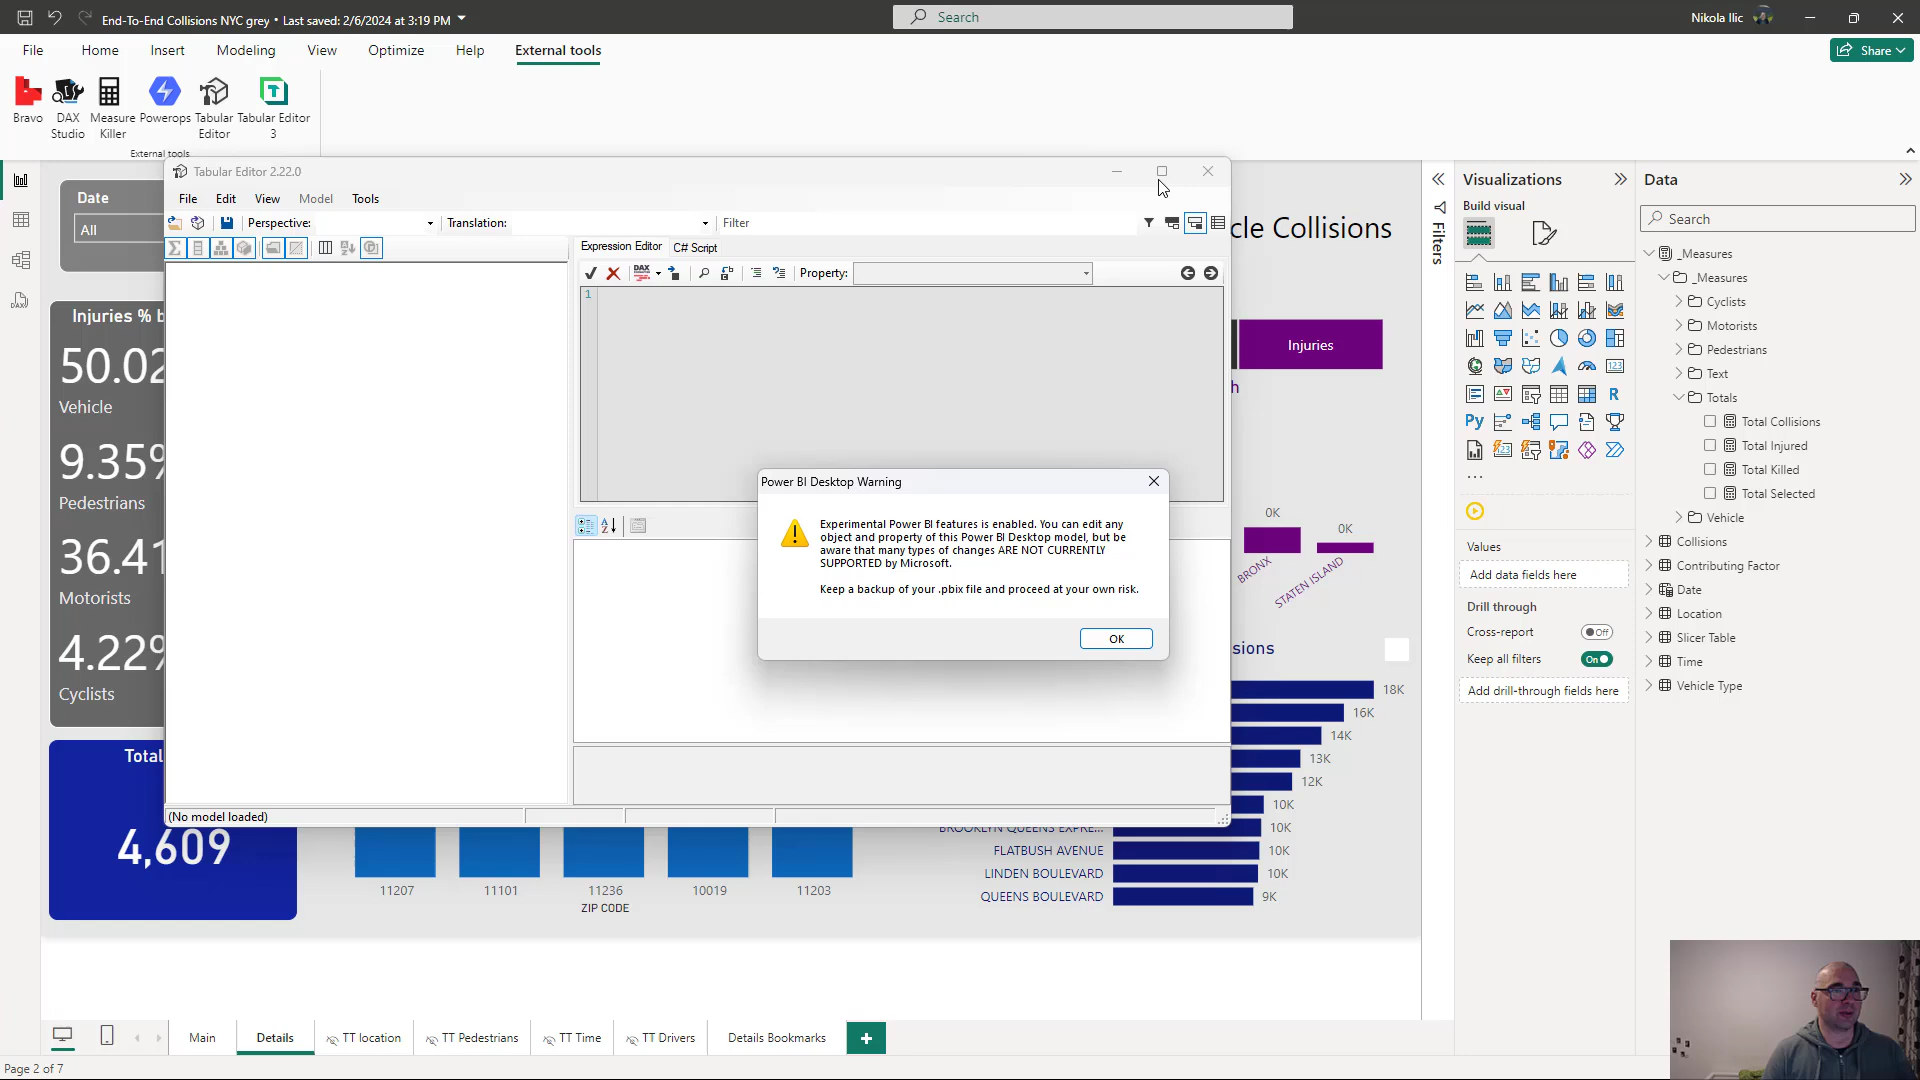 End-To-End Collisions NYC grey • Last saved: 2/6/2024 at 3:19 PM
Search
Nikola Ilic
File
Home
Insert
Modeling
View
Optimize
Help
External tools
Share
Bravo
DAX
Studio
Measure
Killer
Powerops
Tabular
Editor
Tabular Editor
3
External tools
Tabular Editor 2.22.0
File
Edit
View
Model
Tools
Perspective:
Translation:
Filter
Expression Editor
C# Script
DAX
Property:
1
(No model loaded)
Power BI Desktop Warning
Experimental Power BI features is enabled. You can edit any
object and property of this Power BI Desktop model, but be
aware that many types of changes ARE NOT CURRENTLY
SUPPORTED by Microsoft.
Keep a backup of your .pbix file and proceed at your own risk.
OK
Date
All
Injuries % b
50.02
Vehicle
9.35%
Pedestrians
36.41
Motorists
4.22%
Cyclists
Total
4,609
11207
11101
11236
10019
11203
ZIP CODE
cle Collisions
Injuries
h
0K
0K
BRONX
STATEN ISLAND
sions
18K
16K
14K
13K
12K
10K
BROOKLYN QUEENS EXPRE...
10K
FLATBUSH AVENUE
10K
LINDEN BOULEVARD
10K
QUEENS BOULEVARD
9K
Filters
Visualizations
Build visual
123
R
Py
123
...
Values
Add data fields here
Drill through
Cross-report
Off
Keep all filters
On
Add drill-through fields here
Data
Search
_Measures
_Measures
Cyclists
Motorists
Pedestrians
Text
Totals
Total Collisions
Total Injured
Total Killed
Total Selected
Vehicle
Collisions
Contributing Factor
Date
Location
Slicer Table
Time
Vehicle Type
Main
Details
TT location
TT Pedestrians
TT Time
TT Drivers
Details Bookmarks
Page 2 of 7